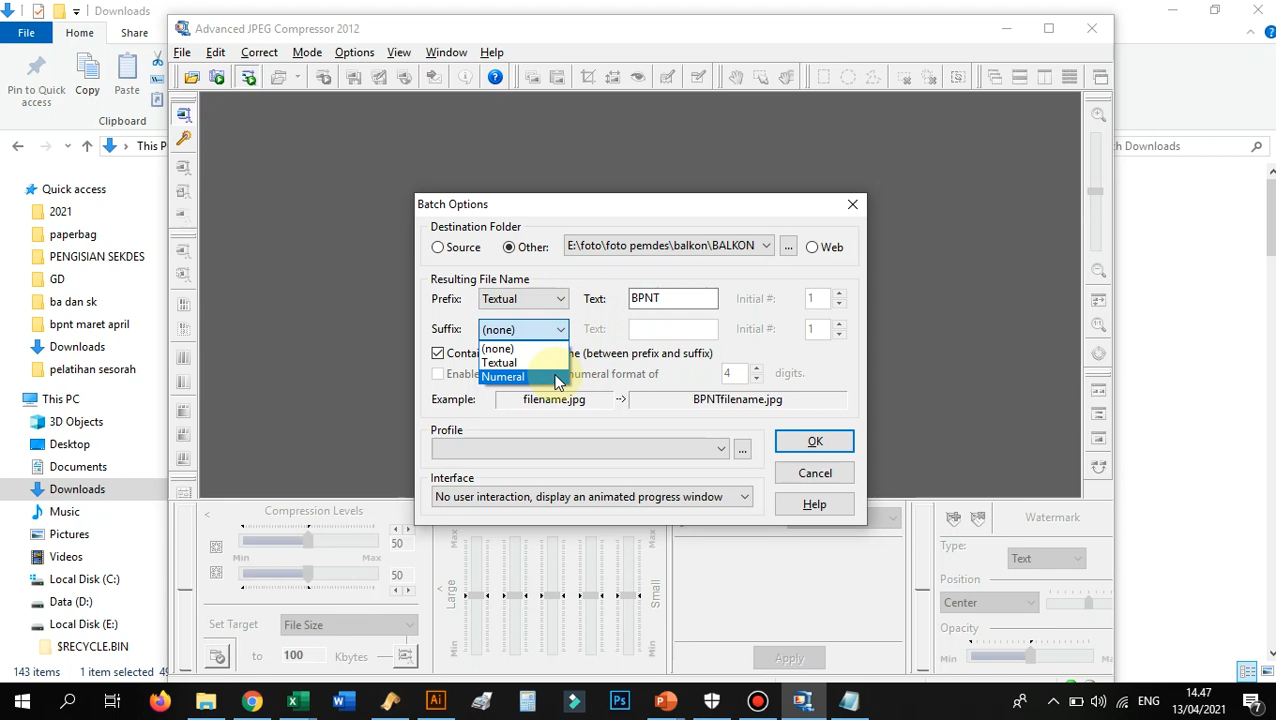 Downloads
File
Home
Share
Pin to Quick
access
Copy
Paste
Clipboard
This P
ch Downloads
Quick access
2021
paperbag
PENGISIAN SEKDES
GD
ba dan sk
bpnt maret april
Downloads
pelatihan sesorah
This PC
3D Objects
Desktop
Documents
Downloads
Music
Pictures
Videos
Local Disk (C:)
Data (D:)
Local Disk (E:)
$RECYCLE.BIN
143 items
1 item selected
Advanced JPEG Compressor 2012
File Edit Correct Mode Options View Window Help
Batch Options
Destination Folder
Source
Other:
E:\foto\foto pemdes\balkon\BALKON
...
Web
Resulting File Name
Prefix:
Textual
Text:
BPNT
Initial #:
1
Suffix:
(none)
Text:
Initial #:
1
(none)
Textual
Numeral
(between prefix and suffix)
numeral format of
4
digits.
Example:
filename.jpg
->
BPNTfilename.jpg
Profile
...
OK
Interface
No user interaction, display an animated progress window
Cancel
Help
Compression Levels
Min
Max
50
50
Set Target
File Size
to
100
Kbytes
<
<
Large
Max
Min
Small
Apply
Watermark
Type:
Text
Position
Center
Opacity
Min
Ma
ENG
14.47
13/04/2021